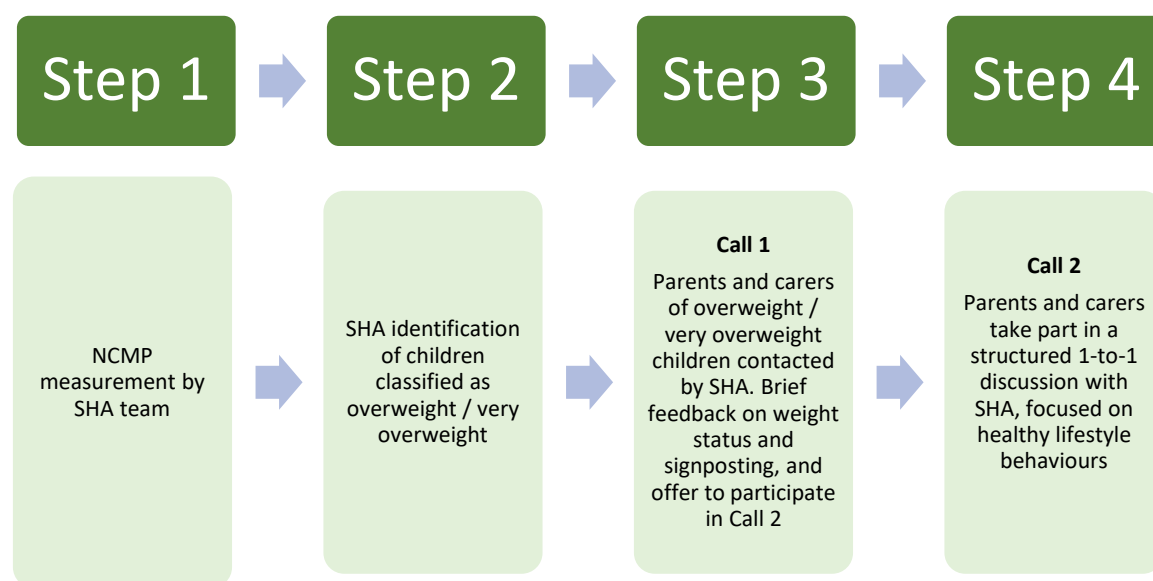 Step 1
Step 2
Step 3
Step 4
NCMP
measurement by
SHA team
SHA identification
of children
classified as
overweight / very
overweight
Call 1
Parents and carers
of overweight /
very overweight
children contacted
by SHA. Brief
feedback on weight
status and
signposting, and
offer to participate
in Call 2
Call 2
Parents and carers
take part in a
structured 1-to-1
discussion with
SHA, focused on
healthy lifestyle
behaviours